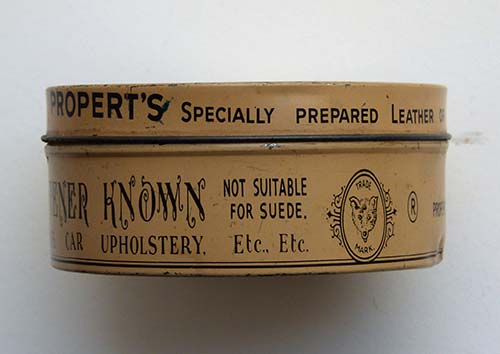 PROPERT'S SPECIALLY PREPARED LEATHER
KNOWN
CAR UPHOLSTERY, Etc., Etc.
NOT SUITABLE
FOR SUEDE.
TRADE
MARK
®